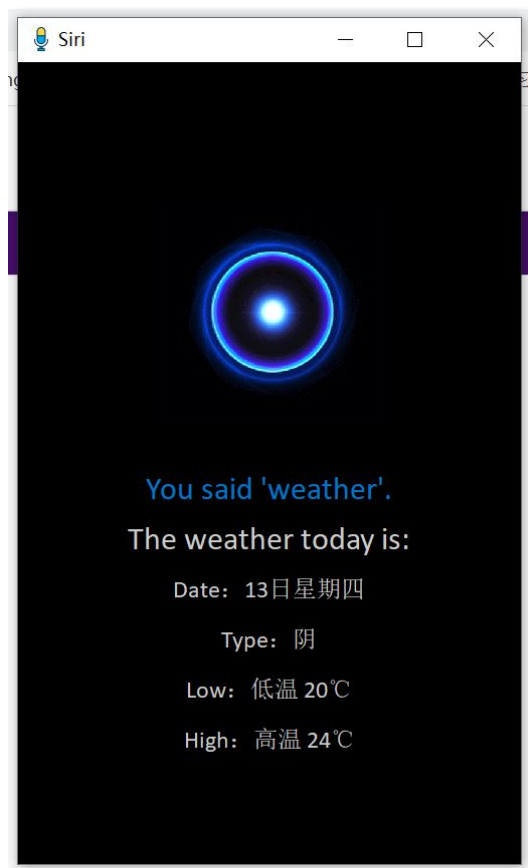 Siri
You said 'weather'.
The weather today is:
Date：13日星期四
Type：阴
Low：低温 20℃
High：高温 24℃